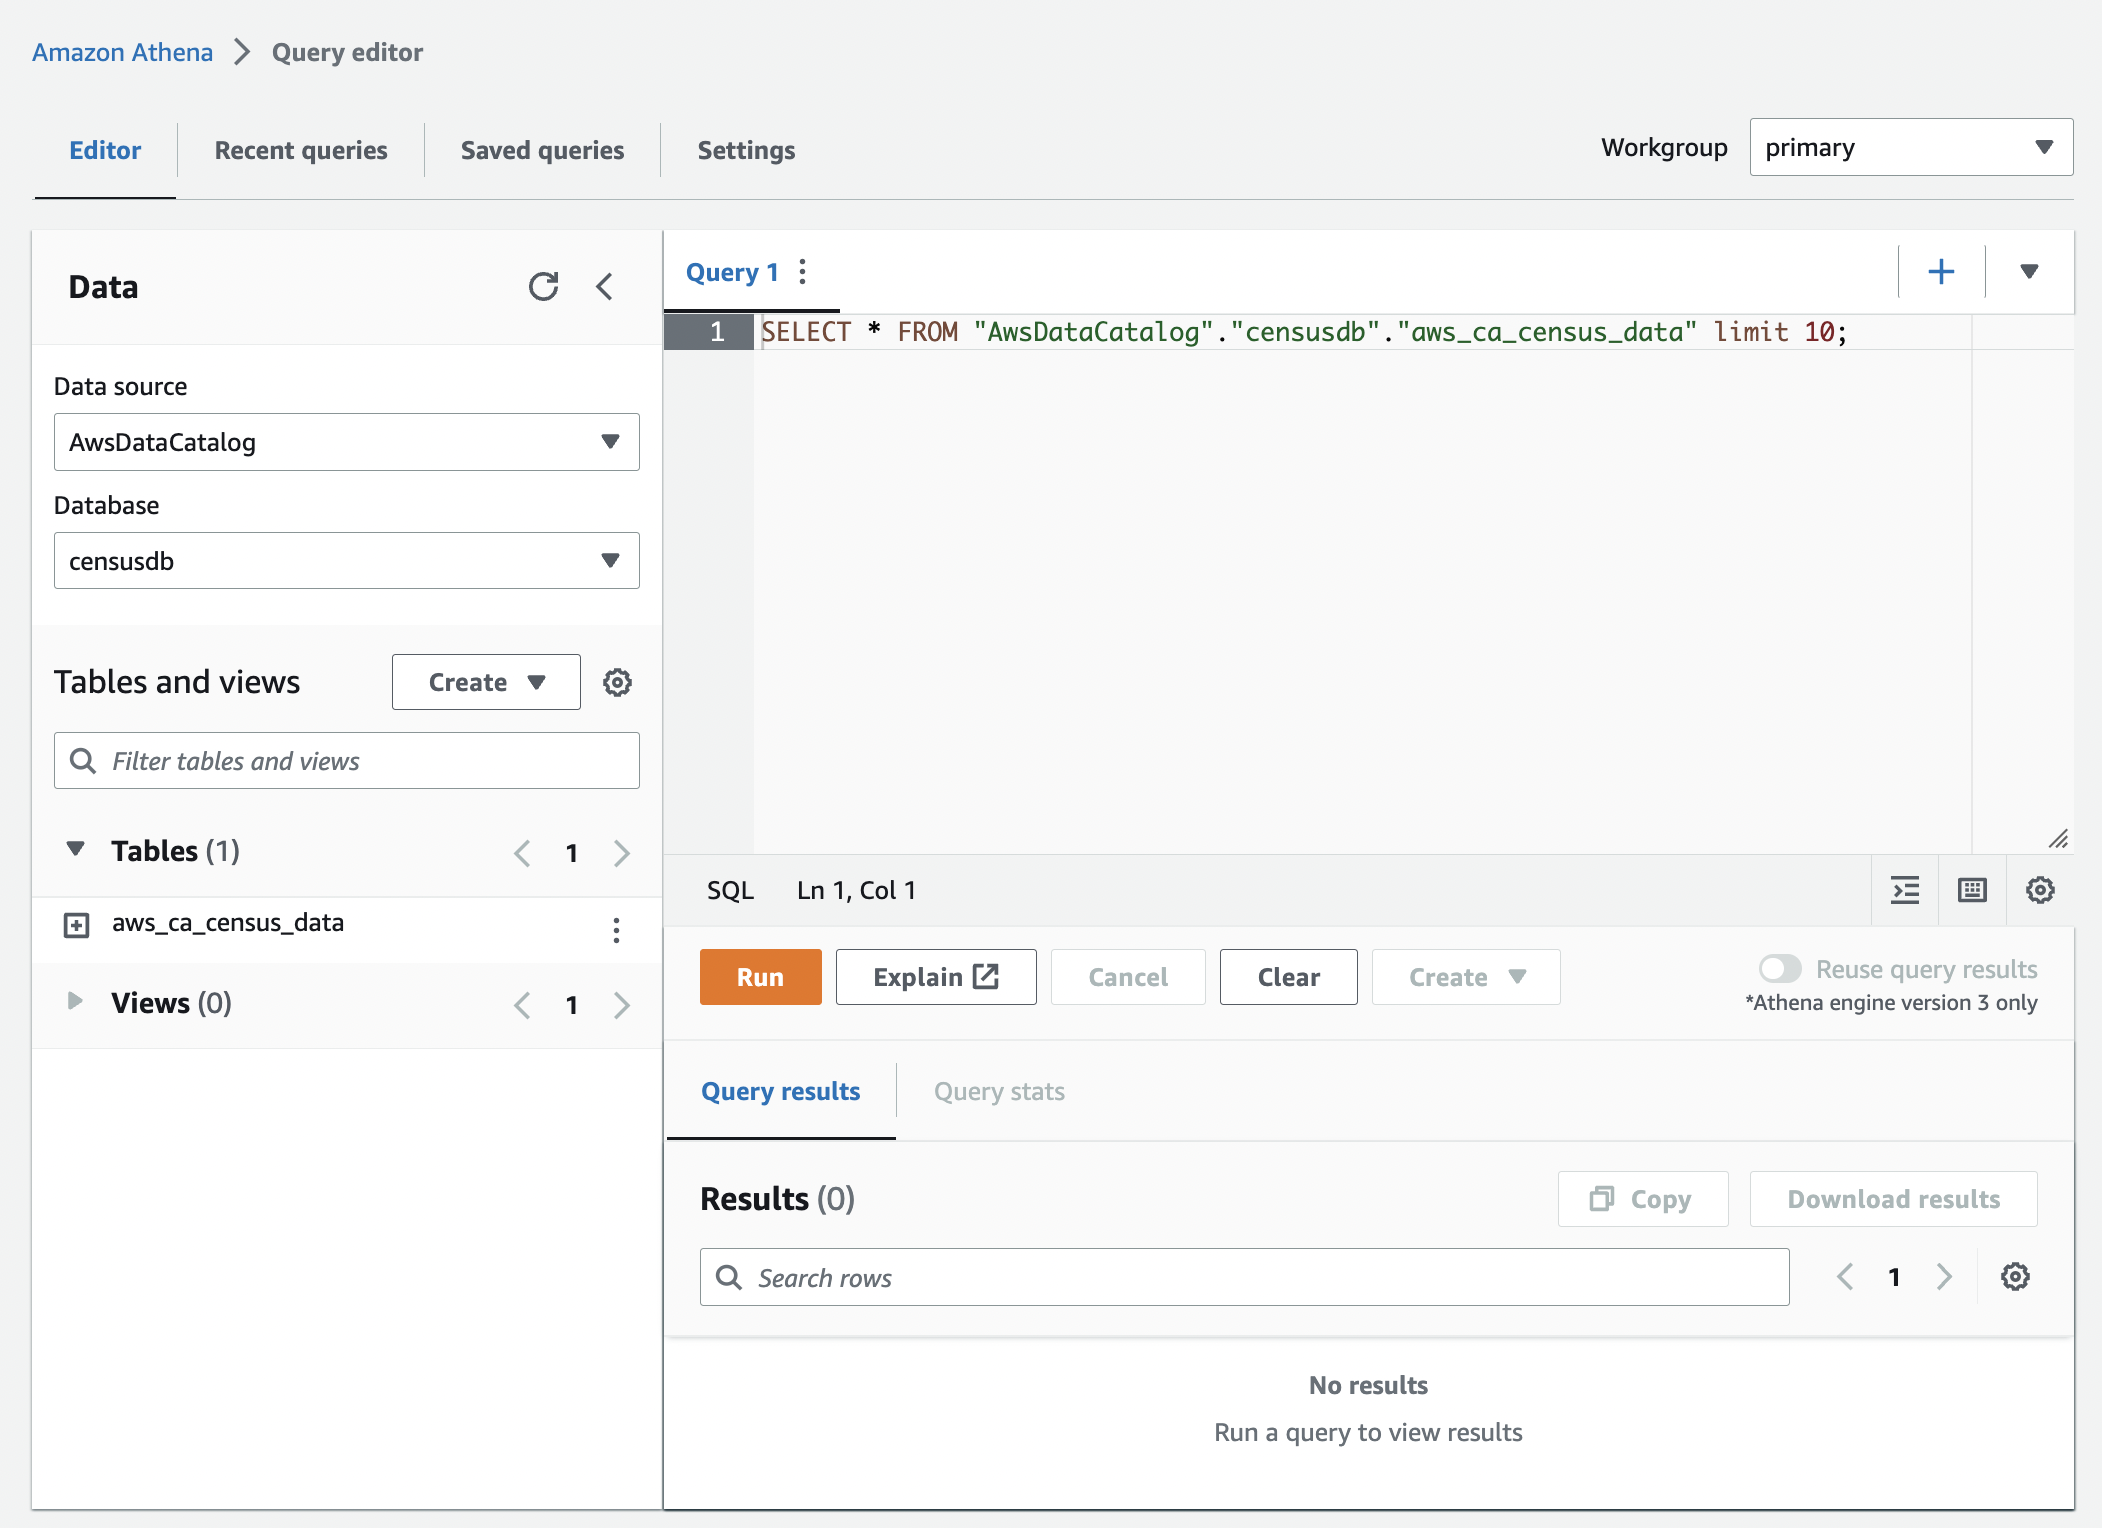 Amazon Athena > Query editor
Editor
Recent queries
Saved queries
Settings
Workgroup
primary
Data
Data source
AwsDataCatalog
Database
censusdb
Tables and views
Create
Filter tables and views
Tables (1)
1
aws_ca_census_data
Views (0)
1
Query 1
1
SELECT * FROM "AwsDataCatalog"."censusdb"."aws_ca_census_data" limit 10;
SQL
Ln 1, Col 1
Run
Explain
Cancel
Clear
Create
Reuse query results
*Athena engine version 3 only
Query results
Query stats
Results (0)
Copy
Download results
Search rows
1
No results
Run a query to view results